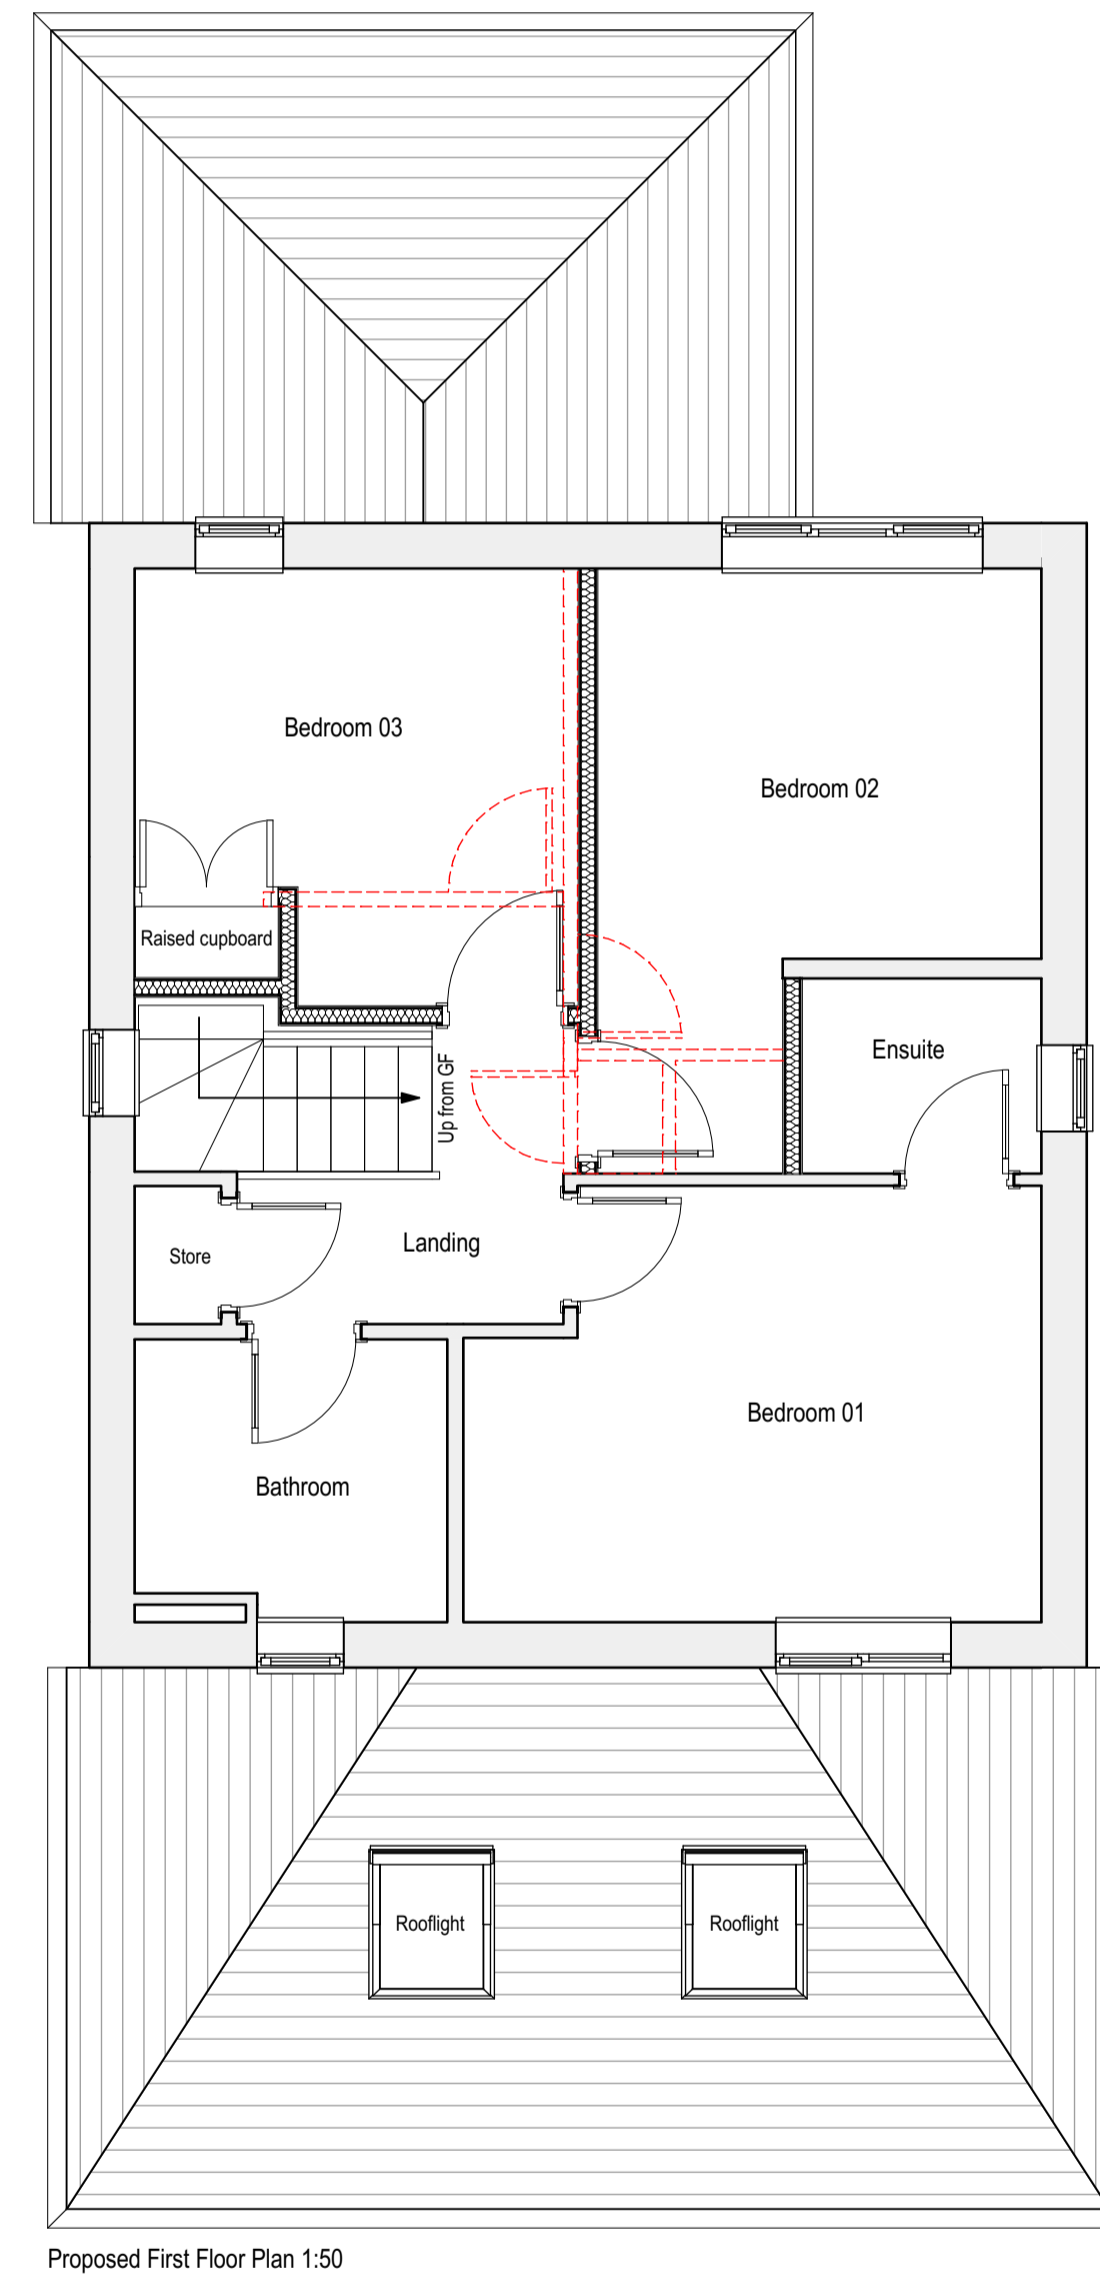 Bedroom 03
Bedroom 02
Raised cupboard
Ensuite
Up from GF
Landing
Store
Bedroom 01
Bathroom
Rooflight
Rooflight
Proposed First Floor Plan 1:50